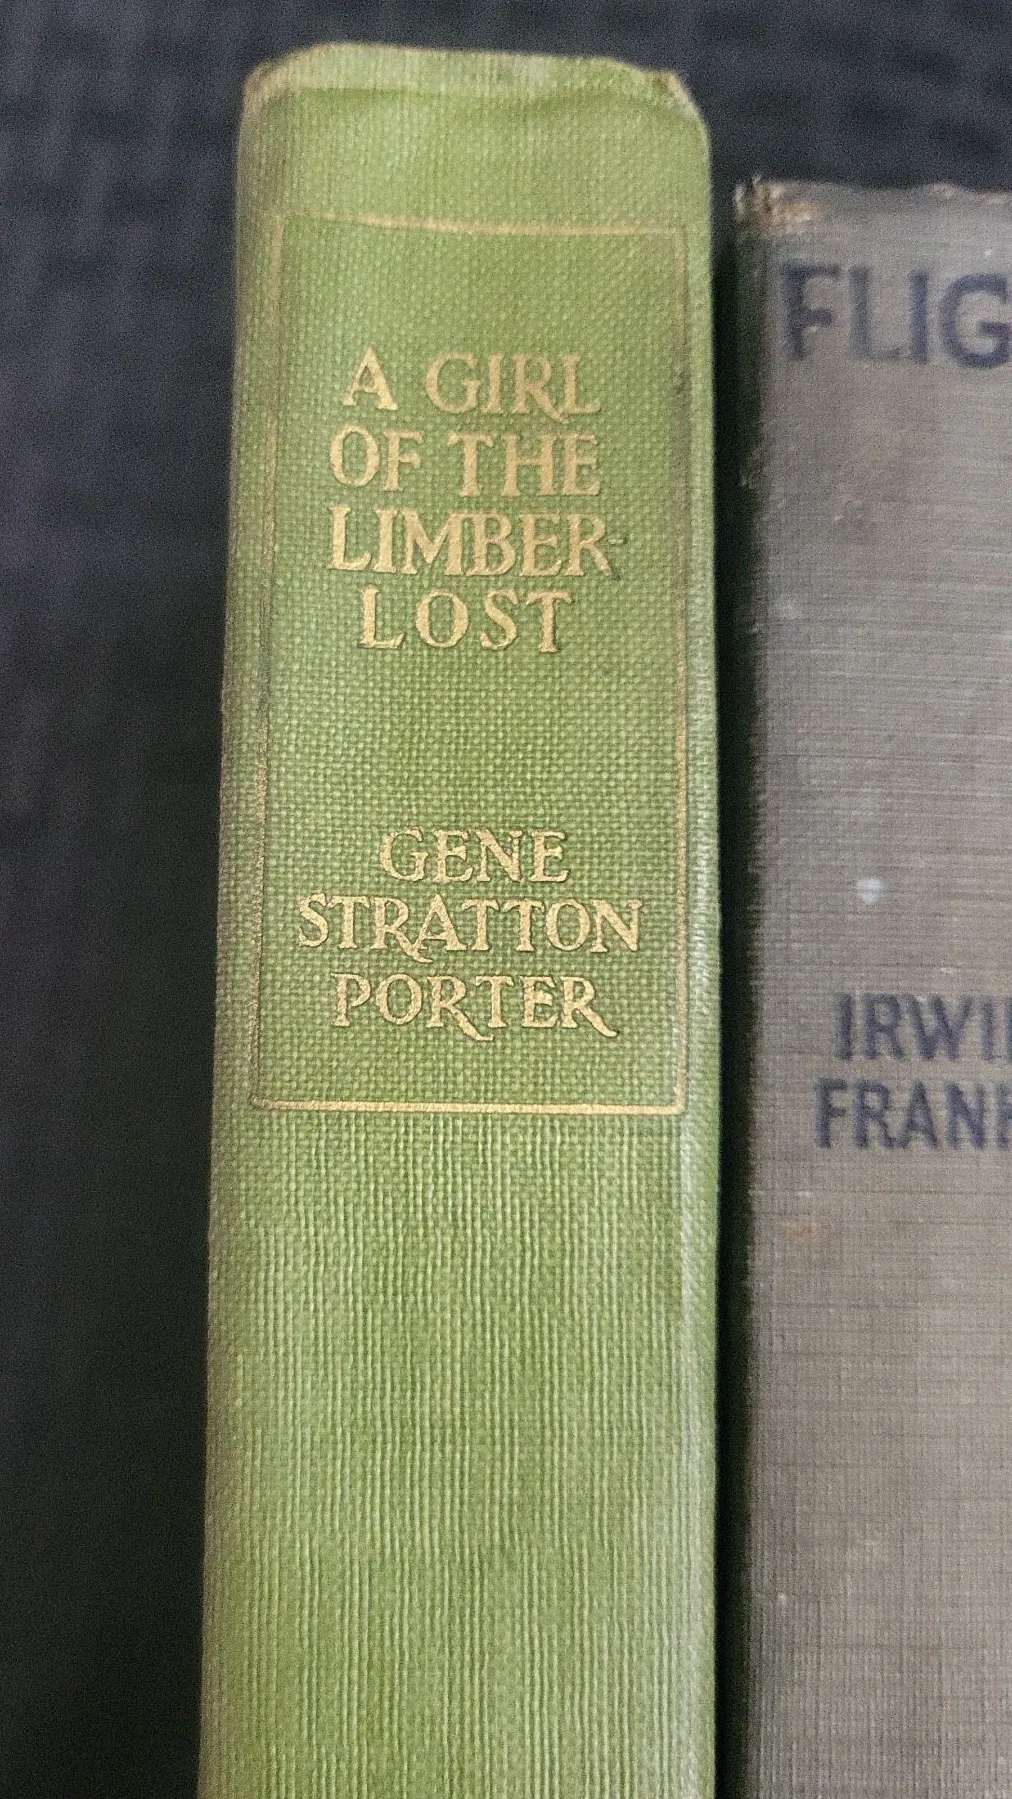 A GIRL
OF THE
LIMBER-
LOST
GENE
STRATTON
PORTER
FLIG
IRWI
FRAN